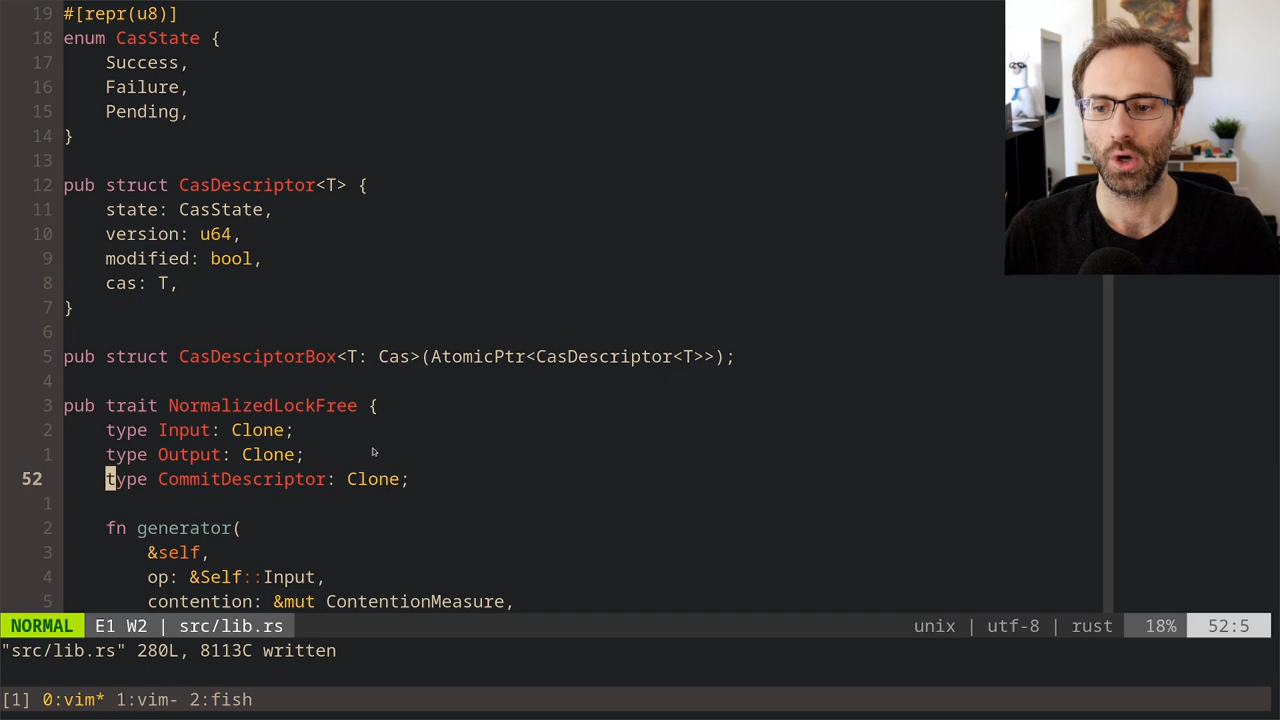 19 #[repr(u8)]
18 enum CasState {
17     Success,
16     Failure,
15     Pending,
14 }
13
12 pub struct CasDescriptor<T> {
11     state: CasState,
10     version: u64,
9     modified: bool,
8     cas: T,
7 }
6
5 pub struct CasDesciptorBox<T: Cas>(AtomicPtr<CasDescriptor<T>>);
4
3 pub trait NormalizedLockFree {
2     type Input: Clone;
1     type Output: Clone;
52     type CommitDescriptor: Clone;
1
2     fn generator(
3         &self,
4         op: &Self::Input,
5         contention: &mut ContentionMeasure,
NORMAL E1 W2 | src/lib.rs unix | utf-8 | rust 18% 52:5
"src/lib.rs" 280L, 8113C written
[1] 0:vim* 1:vim- 2:fish